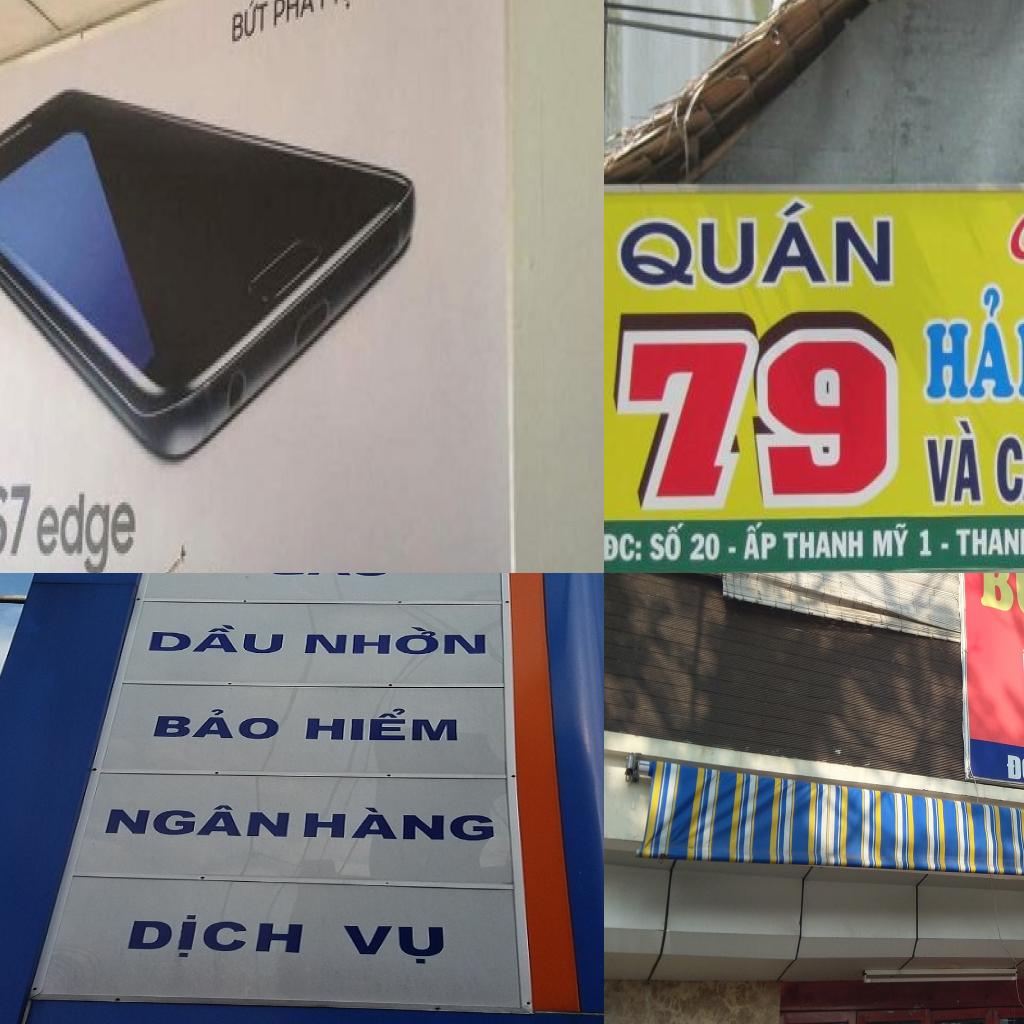 BỨT PHÁ
S7 edge
QUÁN
79
HẢI
VÀ
ĐC: SỐ 20 - ẤP THANH MỸ 1 - THANH
DẦU NHỜN
BẢO HIỂM
NGÂN HÀNG
DỊCH VỤ